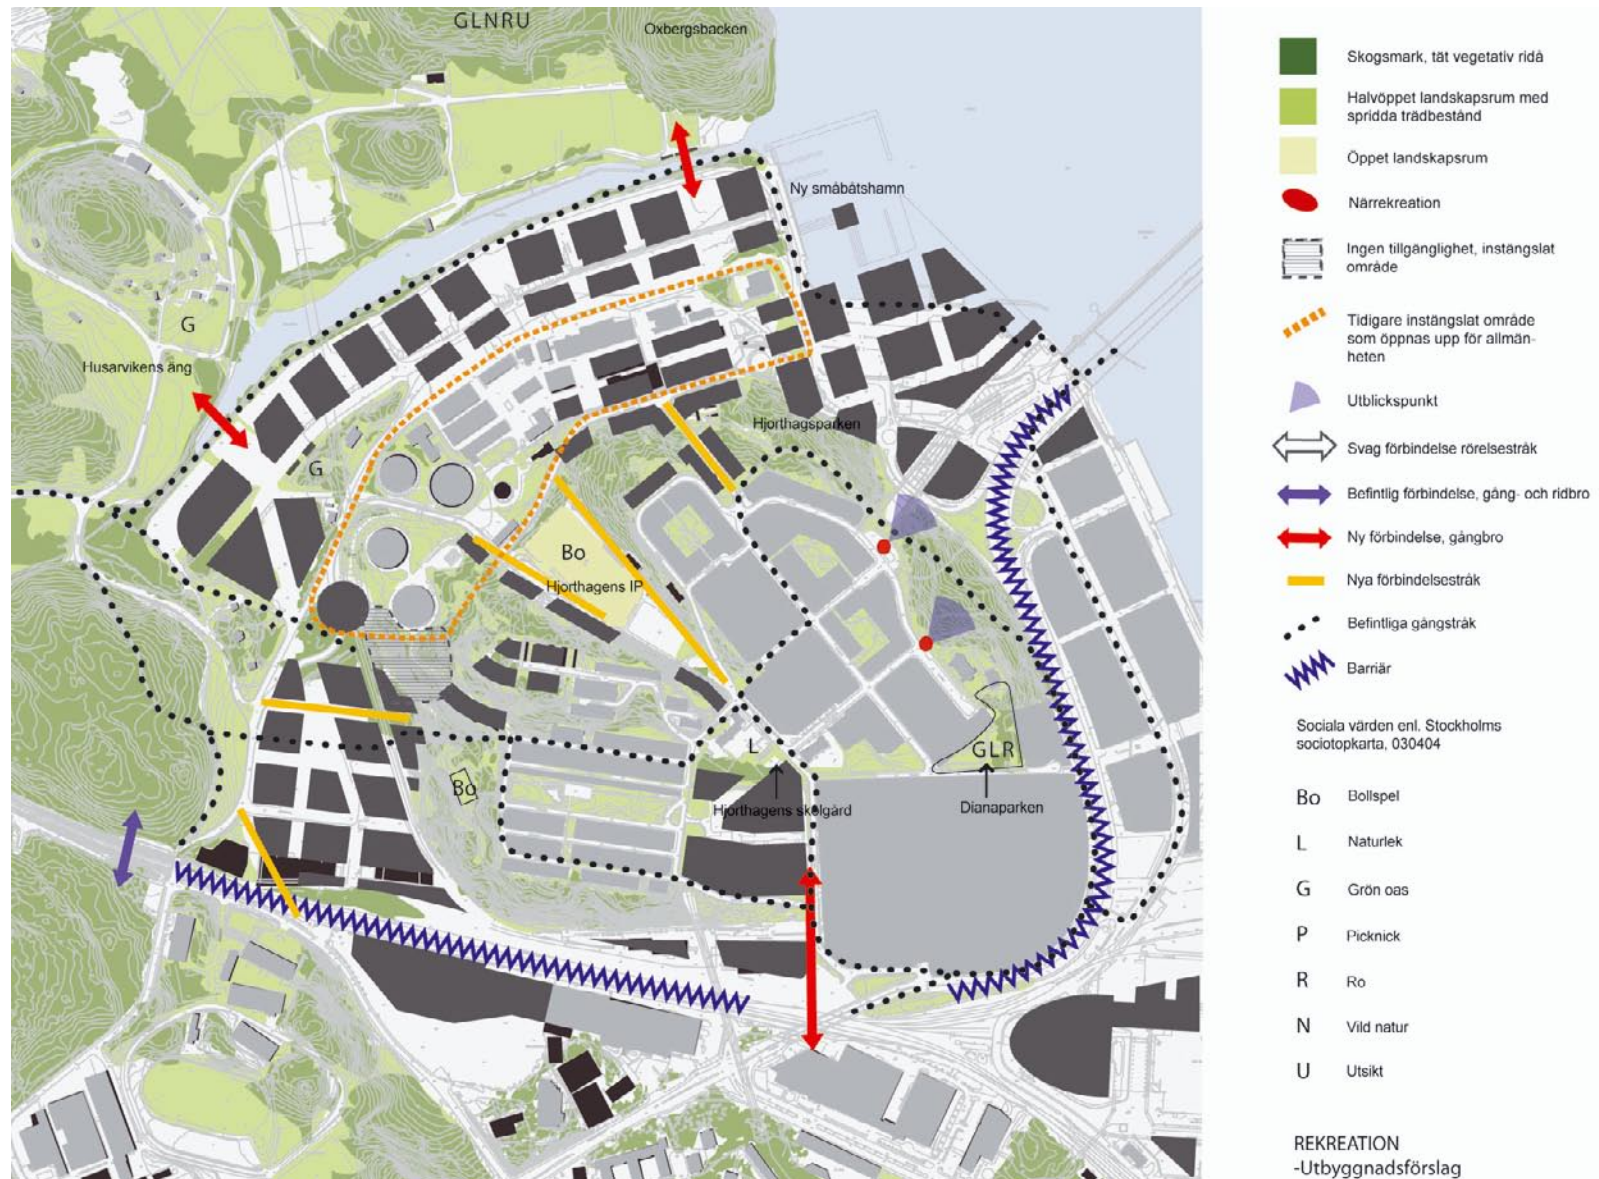 GLNRU
Oxbergsbacken
Ny småbåtshamn
G
Husarvikens äng
Hjorthagsparken
G
Bo
Hjorthagens IP
L
GLR
Bo
Hjorthagens skolgård
Dianaparken
Skogsmark, tät vegetativ ridå
Halvöppet landskapsrum med
spridda trädbestånd
Öppet landskapsrum
Närrekreation
Ingen tillgänglighet, instängslat
område
Tidigare instängslat område
som öppnas upp för allmän-
heten
Utblickspunkt
Svag förbindelse rörelsestråk
Befintlig förbindelse, gång- och ridbro
Ny förbindelse, gångbro
Nya förbindelsestråk
Befintliga gångstråk
Barriär
Sociala värden enl. Stockholms
sociotopkarta, 030404
Bo Bollspel
L Naturlek
G Grön oas
P Picknick
R Ro
N Vild natur
U Utsikt
REKREATION
-Utbyggnadsförslag